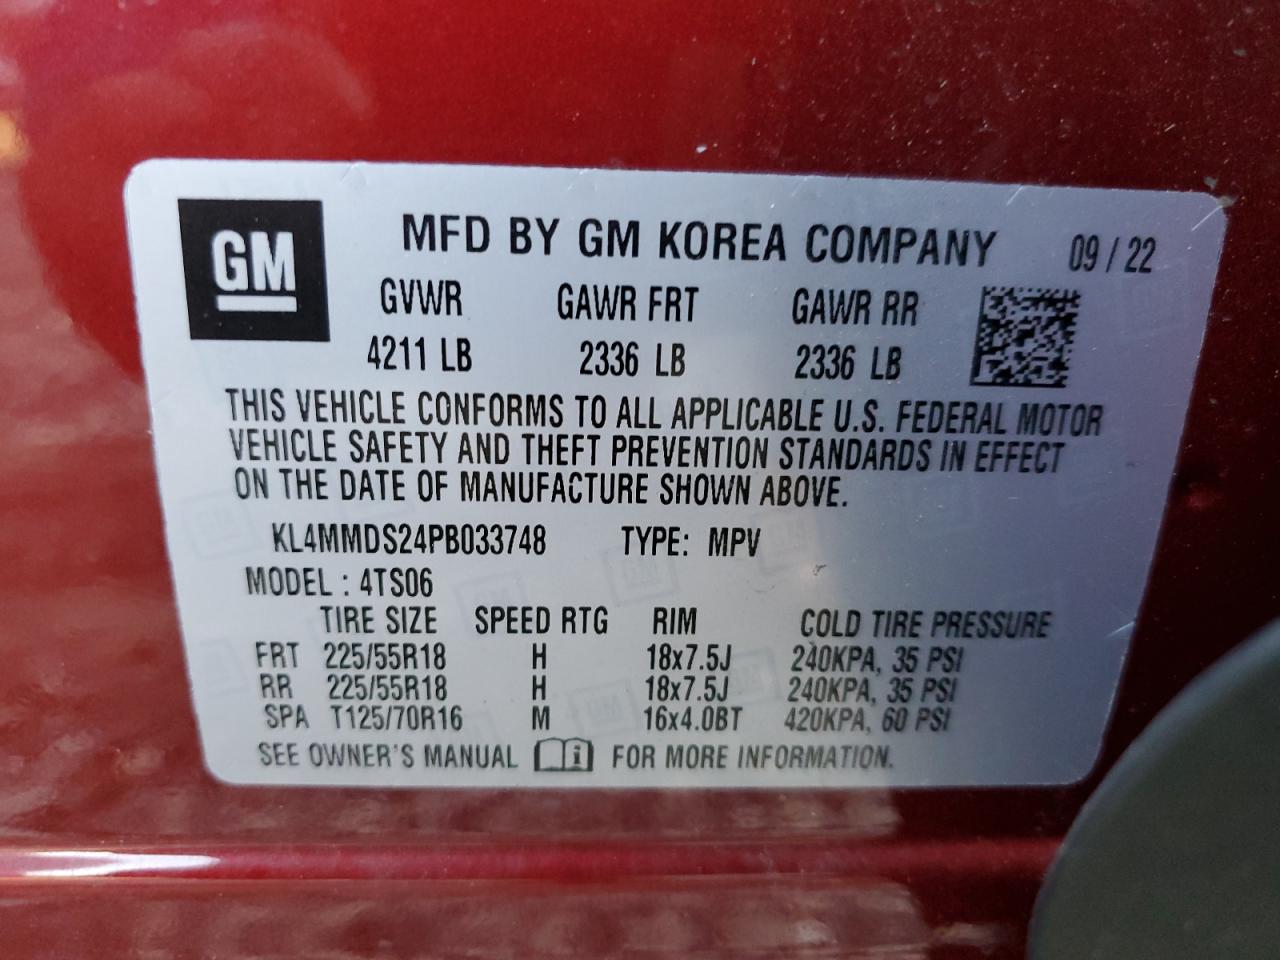 GM
MFD BY GM KOREA COMPANY 09 / 22
GVWR GAWR FRT GAWR RR
4211 LB 2336 LB 2336 LB
THIS VEHICLE CONFORMS TO ALL APPLICABLE U.S. FEDERAL MOTOR
VEHICLE SAFETY AND THEFT PREVENTION STANDARDS IN EFFECT
ON THE DATE OF MANUFACTURE SHOWN ABOVE.
KL4MMDS24PB033748 TYPE: MPV
MODEL : 4TS06
TIRE SIZE SPEED RTG RIM COLD TIRE PRESSURE
FRT 225/55R18 H 18x7.5J 240KPA, 35 PSI
RR 225/55R18 H 18x7.5J 240KPA, 35 PSI
SPA T125/70R16 M 16x4.0BT 420KPA, 60 PSI
SEE OWNER'S MANUAL i FOR MORE INFORMATION.